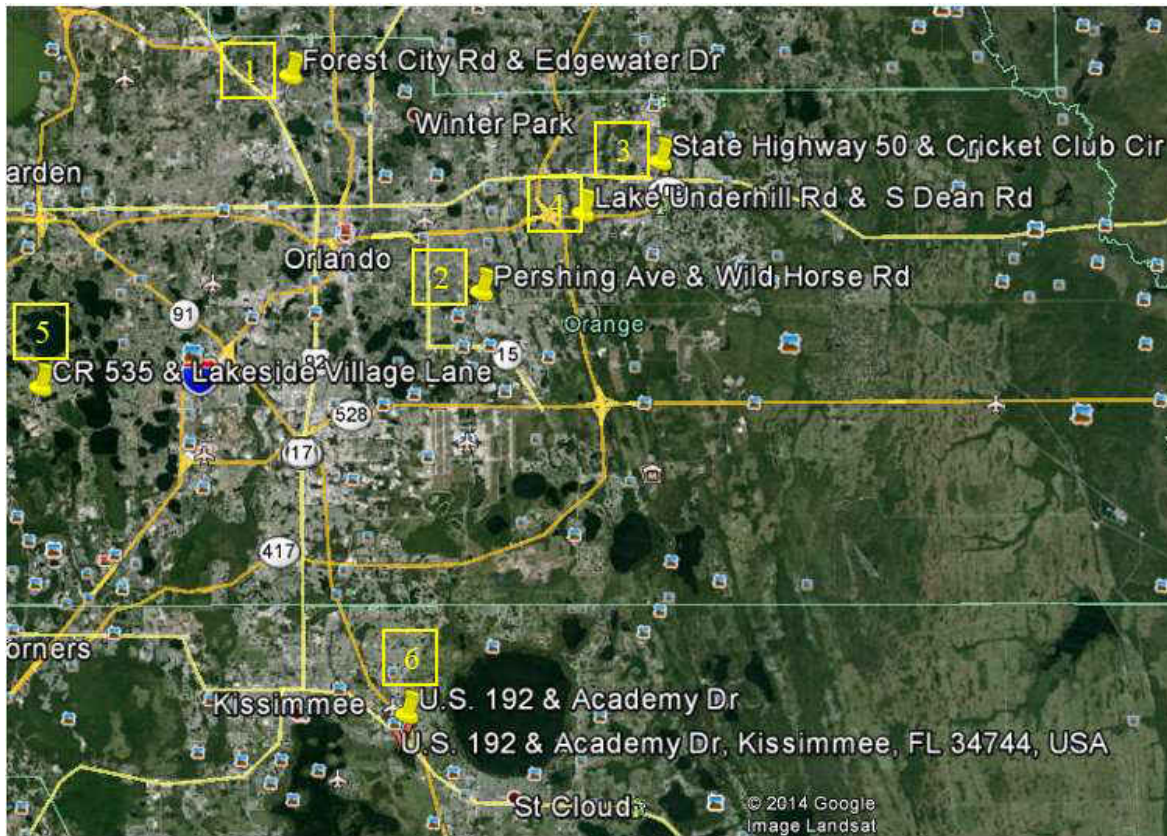 1
Forest City Rd & Edgewater Dr
Winter Park
3
State Highway 50 & Cricket Club Cir
arden
4
Lake Underhill Rd & S Dean Rd
Orlando
2
Pershing Ave & Wild Horse Rd
5
91
Orange
15
CR 535 & Lakeside Village Lane
92
528
17
417
6
orners
Kissimmee
U.S. 192 & Academy Dr
U.S. 192 & Academy Dr, Kissimmee, FL 34744, USA
St Cloud
© 2014 Google
Image Landsat